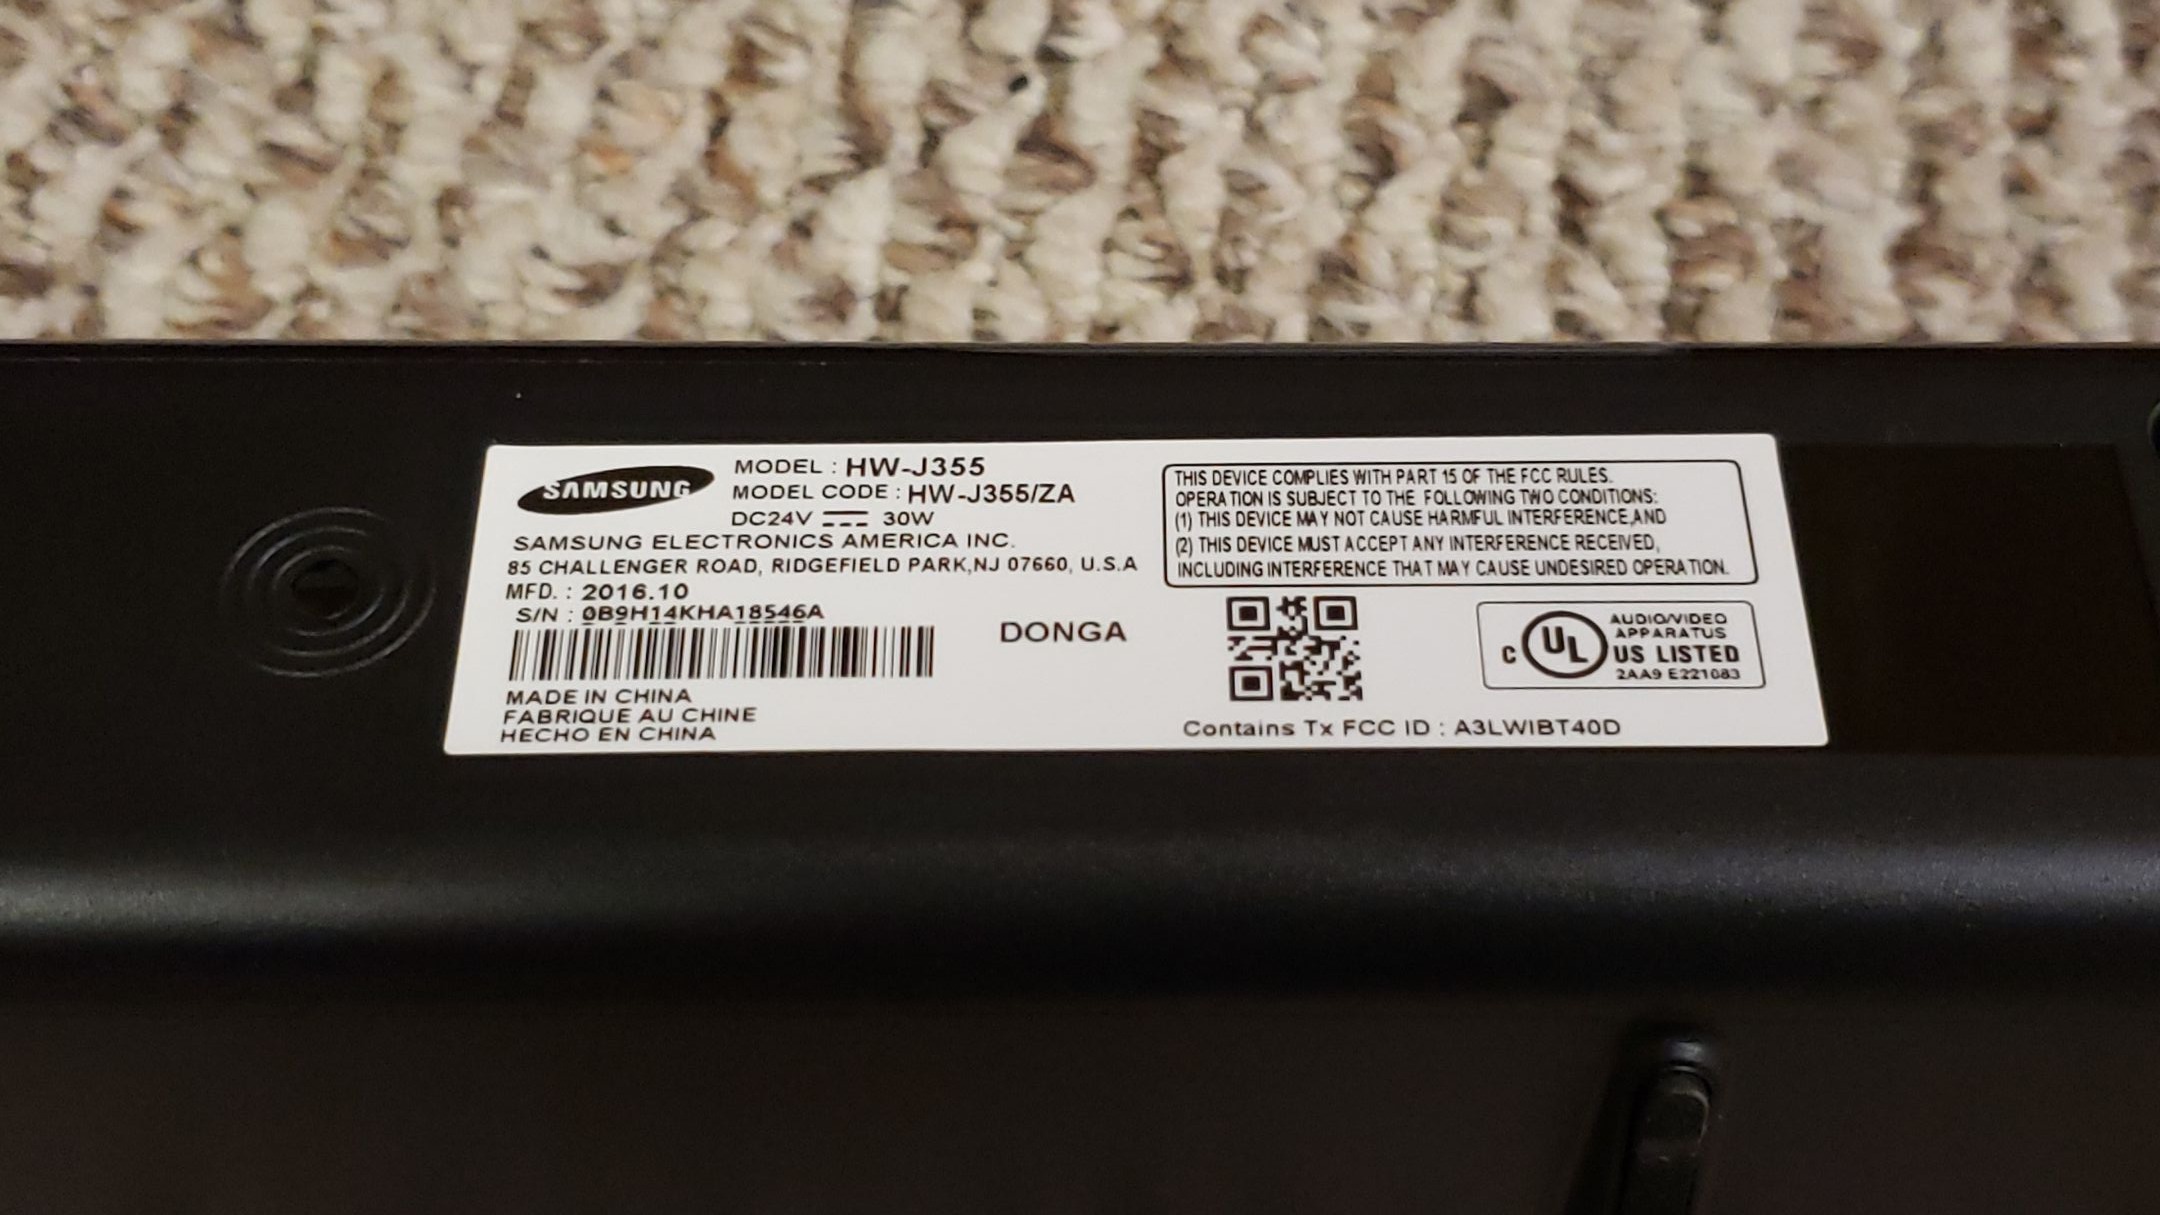 SAMSUNG
MODEL : HW-J355
MODEL CODE : HW-J355/ZA
DC24V 30W
SAMSUNG ELECTRONICS AMERICA INC.
85 CHALLENGER ROAD, RIDGEFIELD PARK,NJ 07660, U.S.A
MFD. : 2016.10
S/N : 0B9H14KHA18546A
MADE IN CHINA
FABRIQUE AU CHINE
HECHO EN CHINA
DONGA
THIS DEVICE COMPLIES WITH PART 15 OF THE FCC RULES.
OPERATION IS SUBJECT TO THE FOLLOWING TWO CONDITIONS:
(1) THIS DEVICE MAY NOT CAUSE HARMFUL INTERFERENCE,AND
(2) THIS DEVICE MUST ACCEPT ANY INTERFERENCE RECEIVED,
INCLUDING INTERFERENCE THAT MAY CAUSE UNDESIRED OPERATION.
C UL US LISTED
AUDIO/VIDEO
APPARATUS
2AA9 E221083
Contains Tx FCC ID : A3LWIBT40D